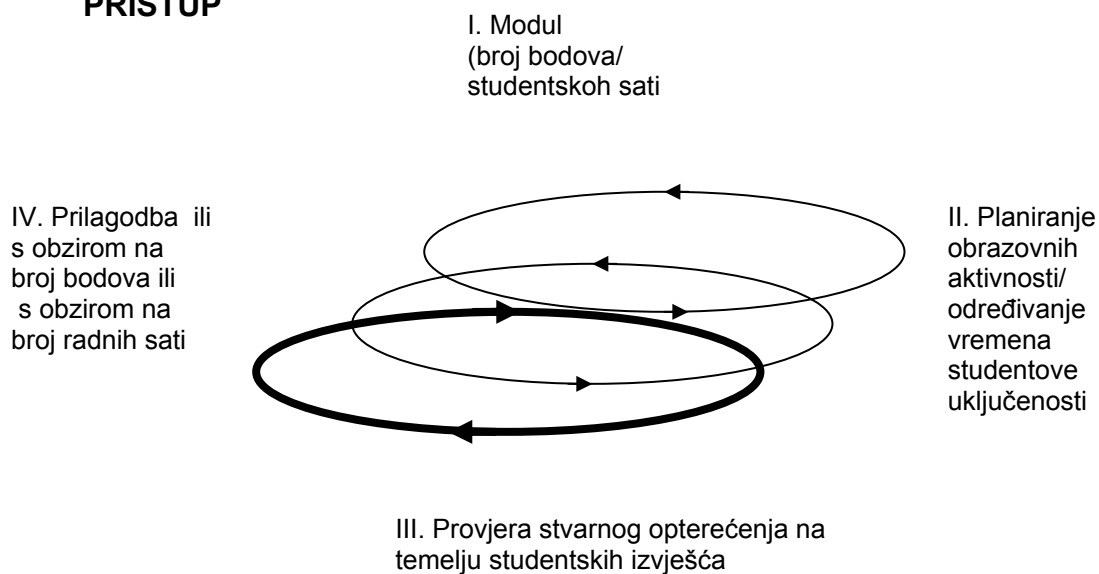 PRISTUP
I. Modul
(broj bodova/
studentskoh sati
IV. Prilagodba ili
s obzirom na
broj bodova ili
s obzirom na
broj radnih sati
II. Planiranje
obrazovnih
aktivnosti/
određivanje
vremena
studentove
uključenosti
III. Provjera stvarnog opterećenja na
temelju studentskih izvješća